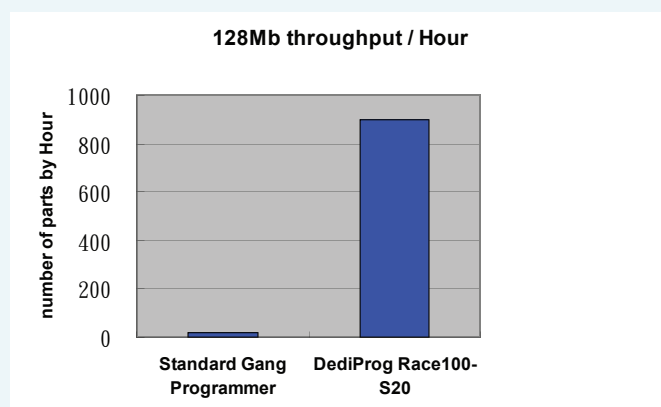 128Mb throughput / Hour
number of parts by Hour
1000
800
600
400
200
0
Standard Gang
Programmer
DediProg Race100-
S20